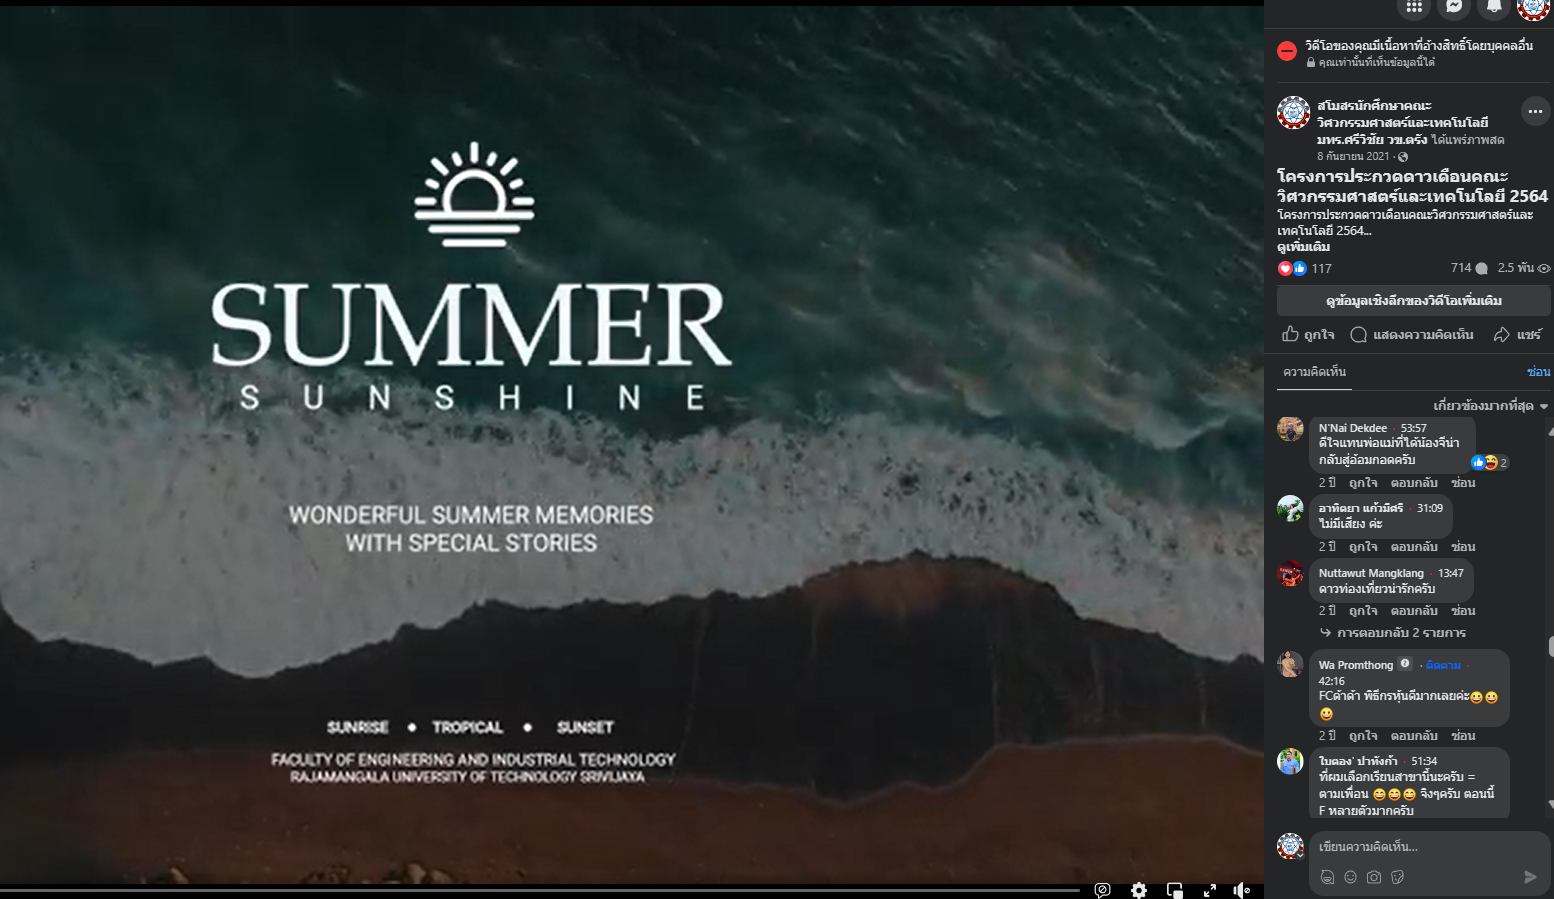 SUMMER
SUNSHINE
WONDERFUL SUMMER MEMORIES
WITH SPECIAL STORIES
SUNRISE • TROPICAL • SUNSET
FACULTY OF ENGINEERING AND INDUSTRIAL TECHNOLOGY
RAJAMANGALA UNIVERSITY OF TECHNOLOGY SRIVIJAYA
วิดีโอของคุณมีเนื้อหาที่อ้างสิทธิ์โดยบุคคลอื่น
คุณเท่านั้นที่เห็นข้อมูลนี้ได้
สโมสรนักศึกษาคณะ
วิศวกรรมศาสตร์และเทคโนโลยี
มทร.ศรีวิชัย วข.ตรัง ได้แพร่ภาพสด
8 กันยายน 2021 ·
โครงการประกวดดาวเดือนคณะ
วิศวกรรมศาสตร์และเทคโนโลยี 2564
โครงการประกวดดาวเดือนคณะวิศวกรรมศาสตร์และ
เทคโนโลยี 2564...
ดูเพิ่มเติม
117 714 2.5 พัน
ดูข้อมูลเชิงลึกของวิดีโอเพิ่มเติม
ถูกใจ แสดงความคิดเห็น แชร์
ความคิดเห็น ซ่อน
เกี่ยวข้องมากที่สุด
N'Nai Dekdee · 53:57
ดีใจแทนพ่อแม่ที่ได้น้องจีน่า
กลับสู่อ้อมกอดครับ
2
2 ปี ถูกใจ ตอบกลับ ซ่อน
อาทิตยา แก้วมีศรี · 31:09
ไม่มีเสียง ค่ะ
2 ปี ถูกใจ ตอบกลับ ซ่อน
Nuttawut Mangklang · 13:47
ดาวท่องเที่ยวน่ารักครับ
2 ปี ถูกใจ ตอบกลับ ซ่อน
การตอบกลับ 2 รายการ
Wa Promthong · ติดตาม ·
42:16
FCด้าด้า พิธีกรหุ่นดีมากเลยค่ะ😆😆
😆
2 ปี ถูกใจ ตอบกลับ ซ่อน
ใบตอง' ปาทังก้า · 51:34
ที่ผมเลือกเรียนสาขานี้นะครับ =
ตามเพื่อน 😆😆😆 จิงๆครับ ตอนนี้
F หลายตัวมากครับ
เขียนความคิดเห็น...